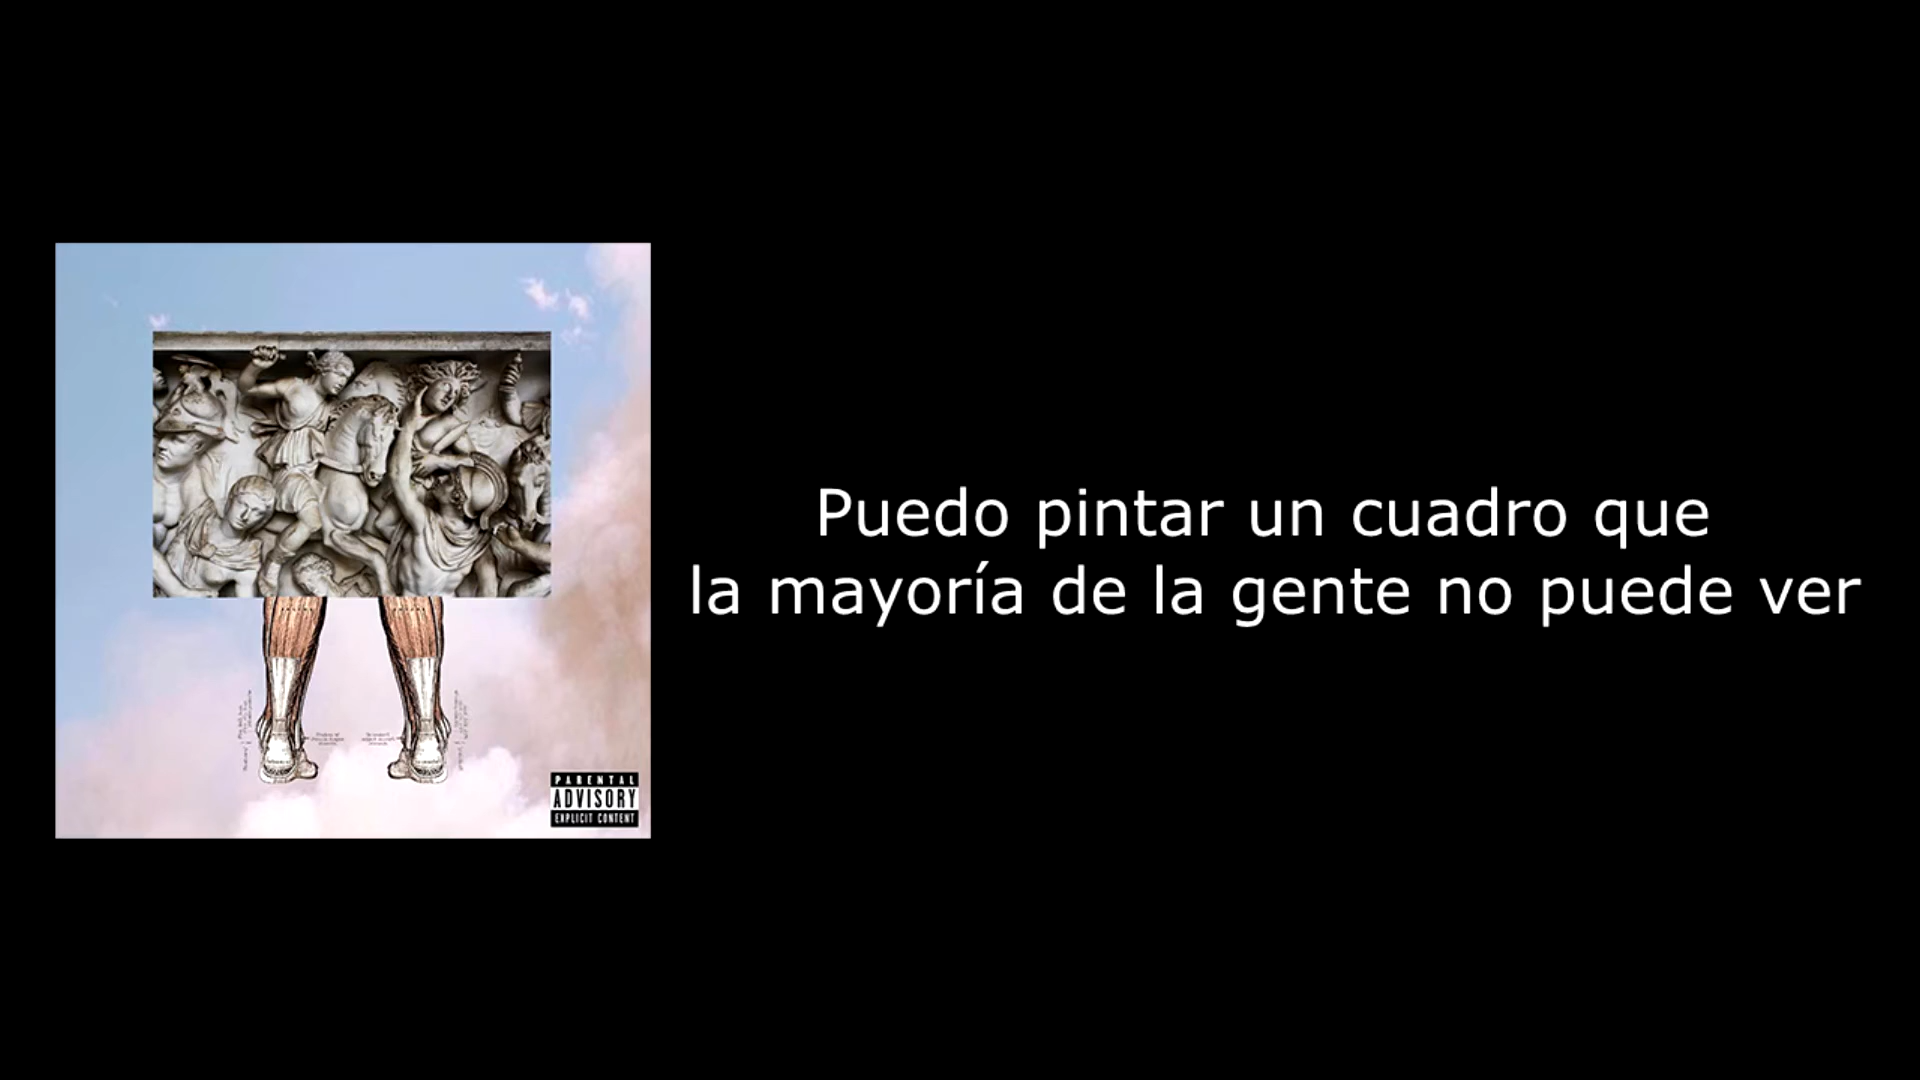 Puedo pintar un cuadro que
la mayoría de la gente no puede ver
PARENTAL
ADVISORY
EXPLICIT CONTENT